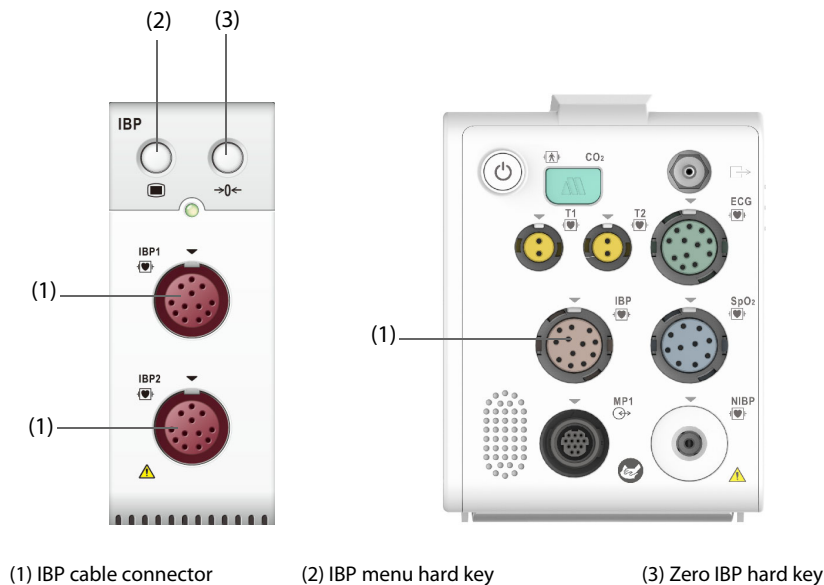 (2) (3)
IBP
→0←
IBP1
(1)
IBP2
(1)
CO₂
T1 T2 ECG
IBP SpO₂
(1)
MP1 NIBP
(1) IBP cable connector (2) IBP menu hard key (3) Zero IBP hard key